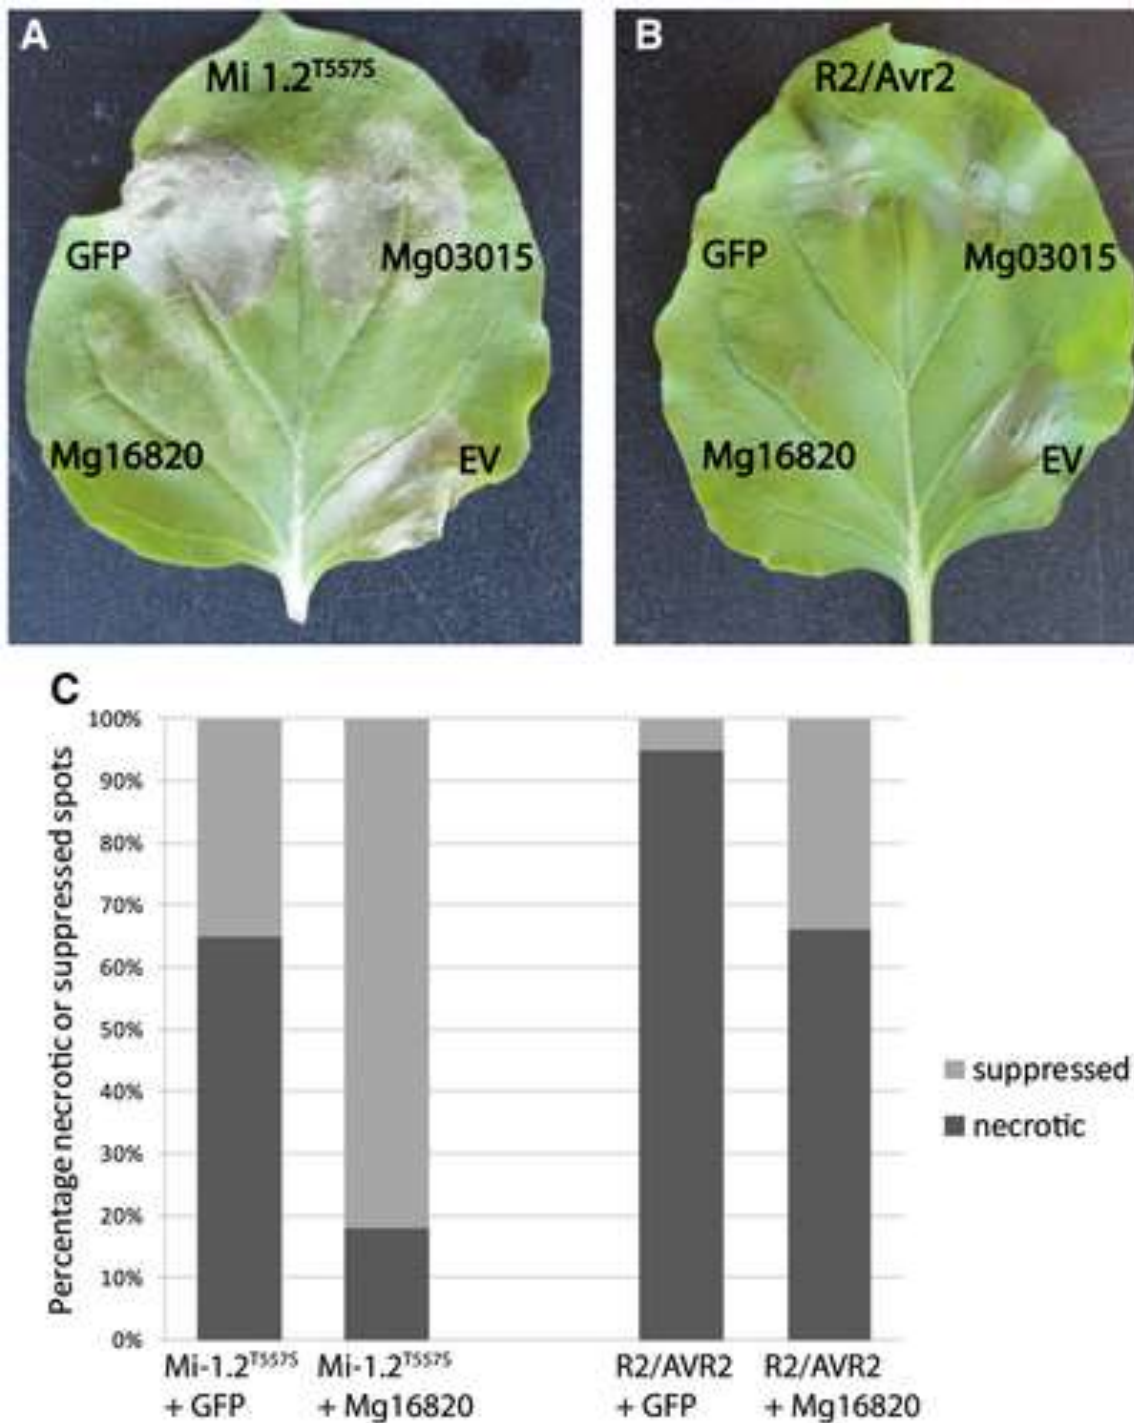 A
Mi 1.2T557S
GFP
Mg03015
Mg16820
EV
B
R2/Avr2
GFP
Mg03015
Mg16820
EV
C
Percentage necrotic or suppressed spots
100%
90%
80%
70%
60%
50%
40%
30%
20%
10%
0%
Mi-1.2T557S
+ GFP
Mi-1.2T557S
+ Mg16820
R2/AVR2
+ GFP
R2/AVR2
+ Mg16820
suppressed
necrotic